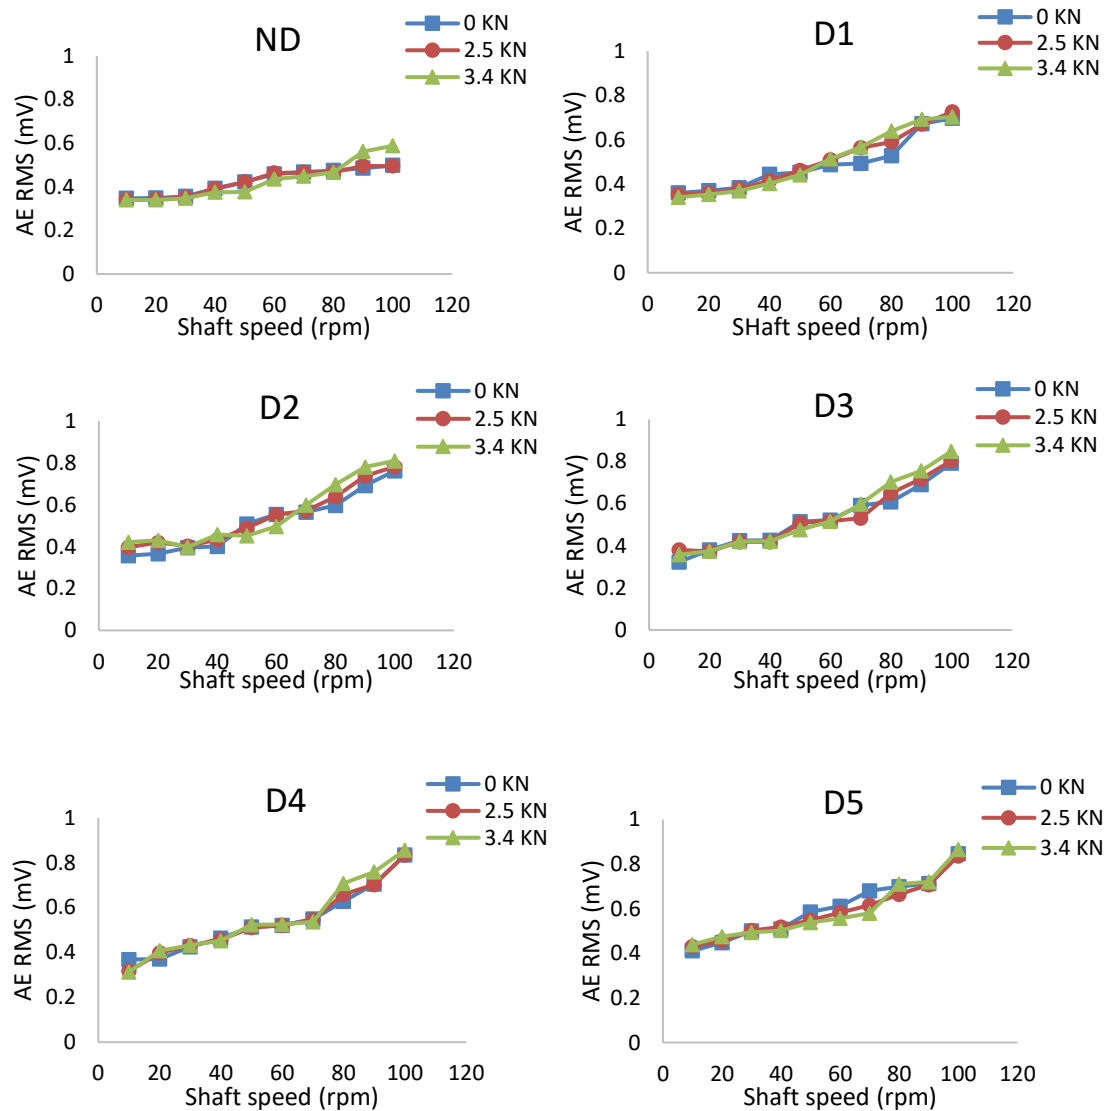 ND
0 KN
2.5 KN
3.4 KN
AE RMS (mV)
1
0.8
0.6
0.4
0.2
0
0 20 40 60 80 100 120
Shaft speed (rpm)
D1
0 KN
2.5 KN
3.4 KN
AE RMS (mV)
1
0.8
0.6
0.4
0.2
0
0 20 40 60 80 100 120
SHaft speed (rpm)
D2
0 KN
2.5 KN
3.4 KN
AE RMS (mV)
1
0.8
0.6
0.4
0.2
0
0 20 40 60 80 100 120
Shaft speed (rpm)
D3
0 KN
2.5 KN
3.4 KN
AE RMS (mV)
1
0.8
0.6
0.4
0.2
0
0 20 40 60 80 100 120
Shaft speed (rpm)
D4
0 KN
2.5 KN
3.4 KN
AE RMS (mV)
1
0.8
0.6
0.4
0.2
0
0 20 40 60 80 100 120
Shaft speed (rpm)
D5
0 KN
2.5 KN
3.4 KN
AE RMS (mV)
1
0.8
0.6
0.4
0.2
0
0 20 40 60 80 100 120
Shaft speed (rpm)